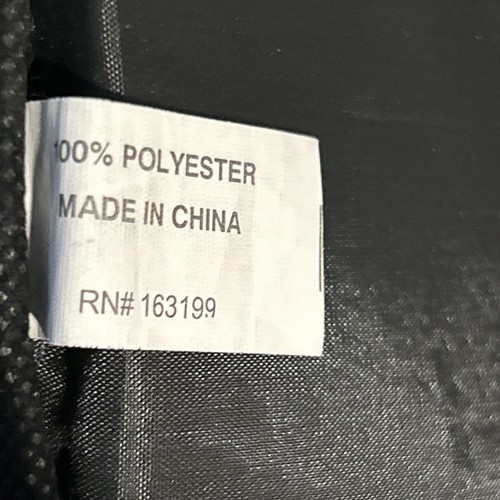 100% POLYESTER
MADE IN CHINA
RN# 163199